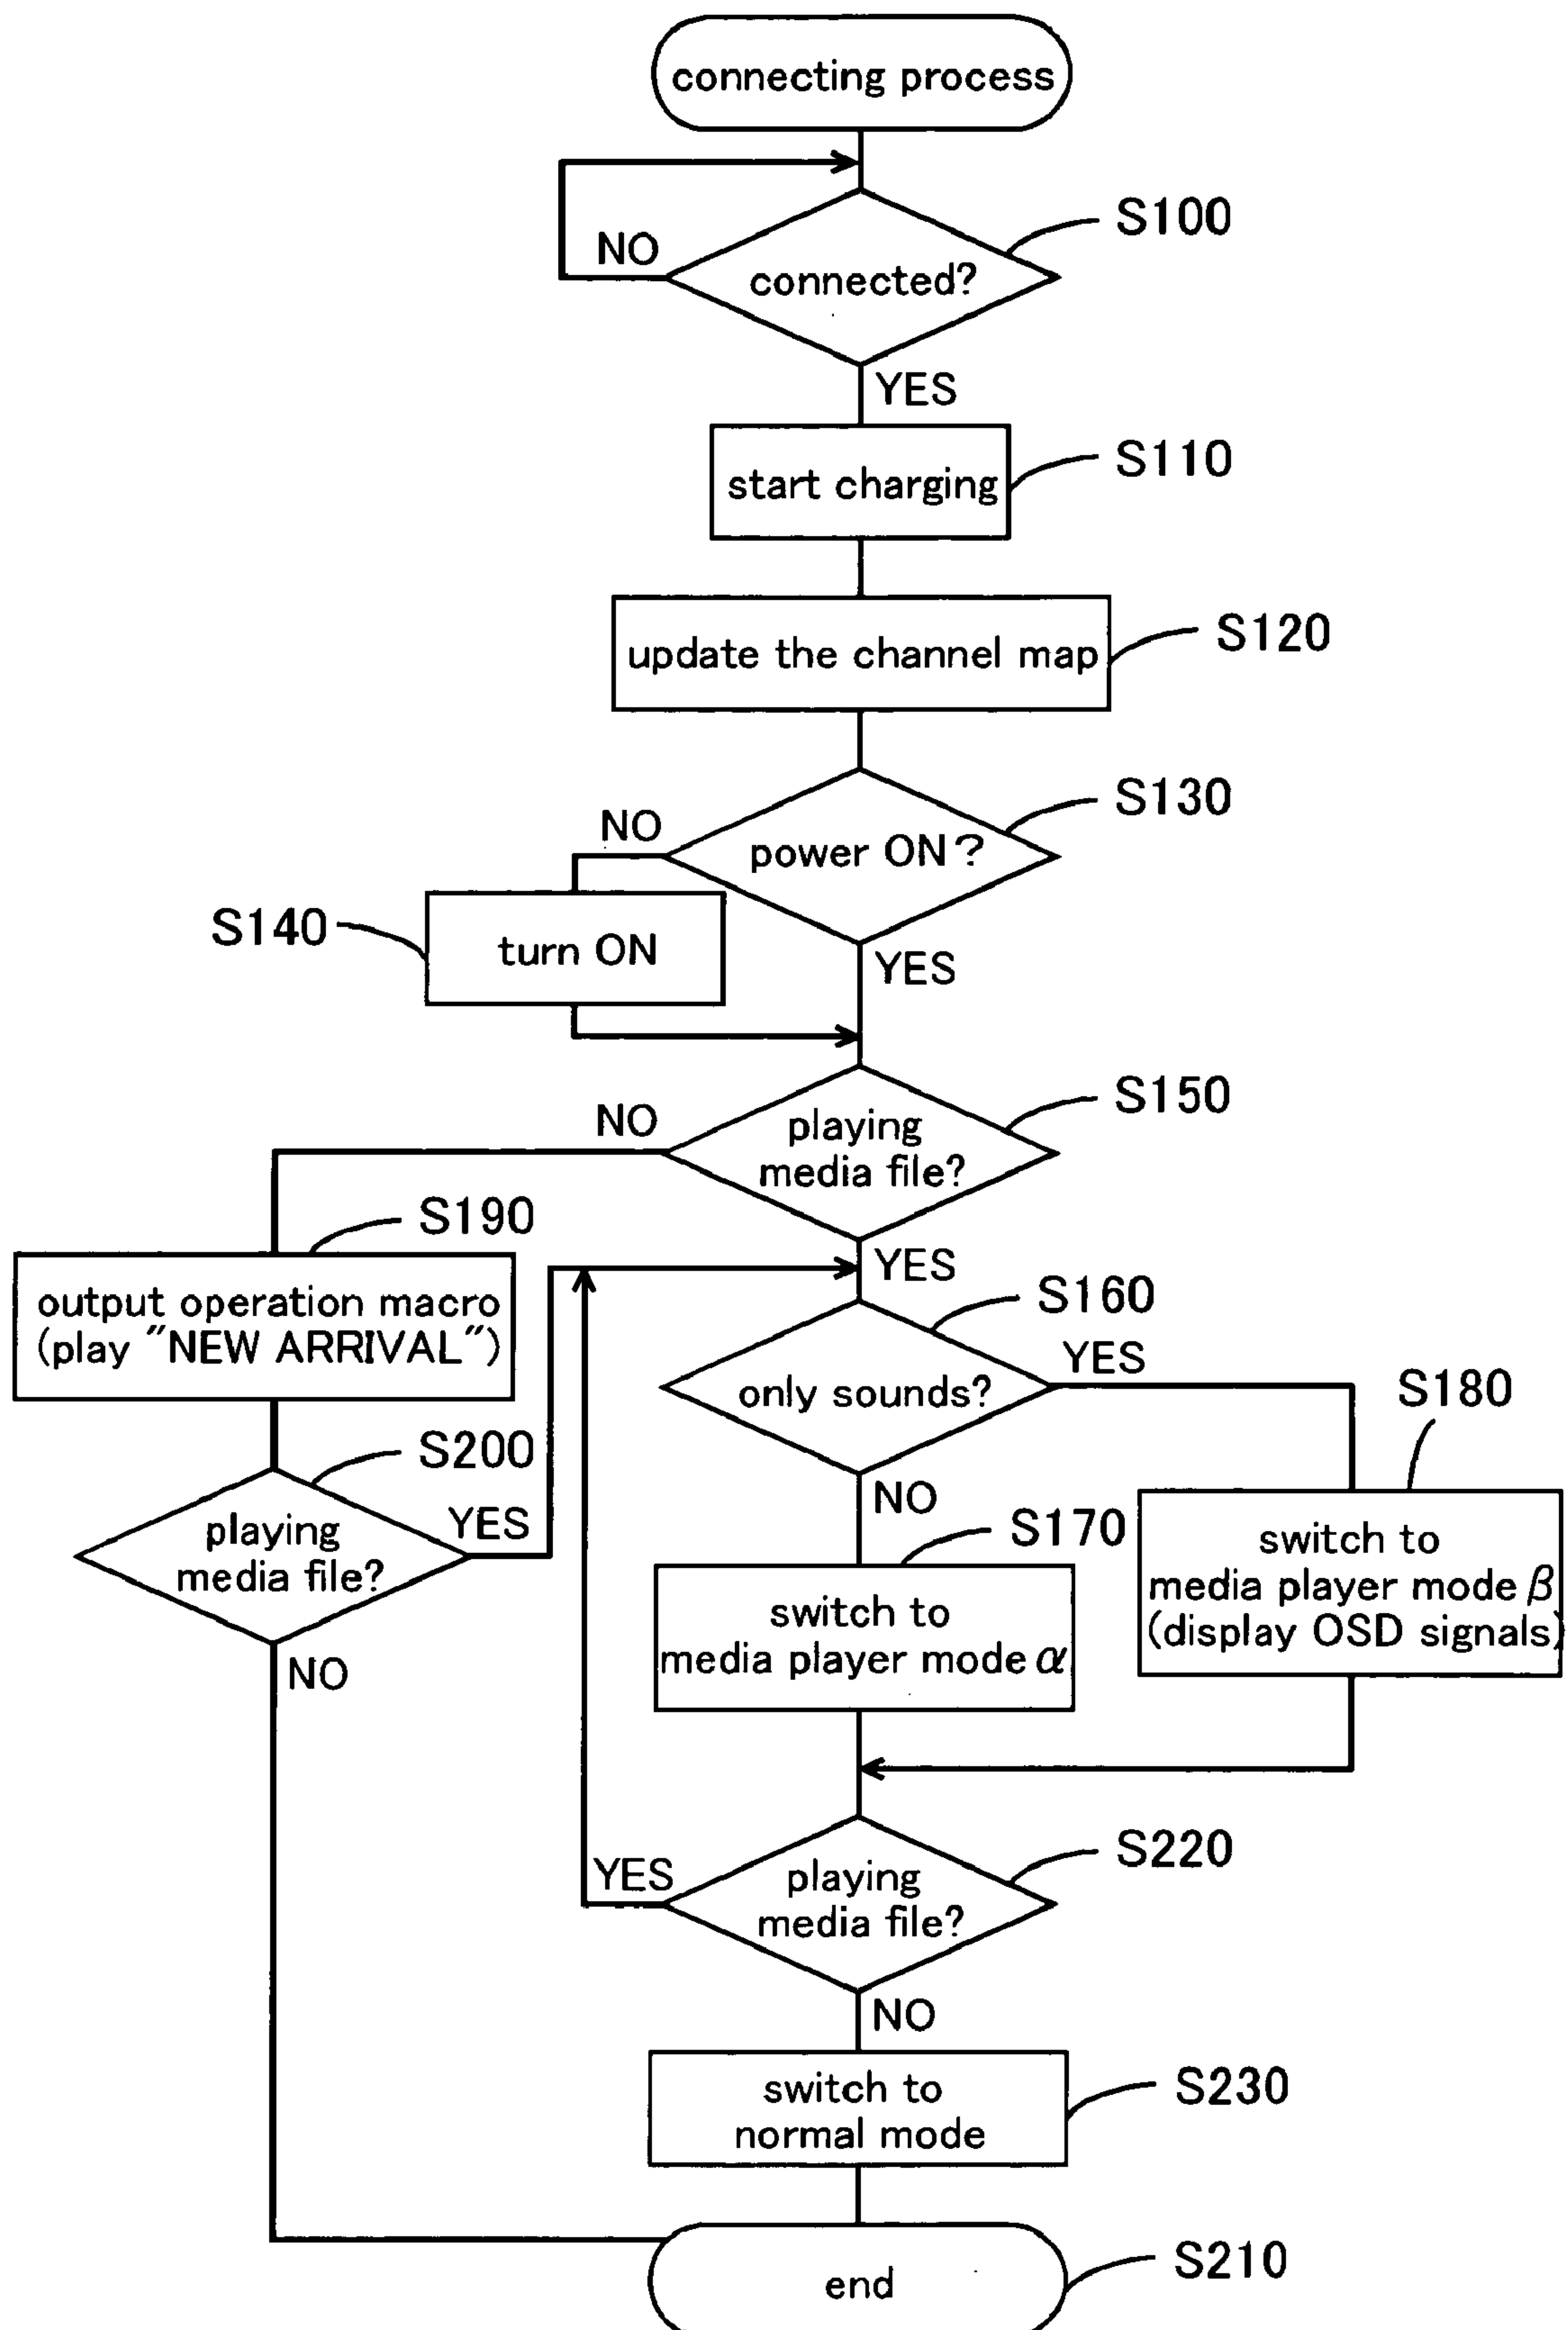 connecting process
S100
NO
connected?
YES
S110
start charging
S120
update the channel map
S130
NO
power ON?
S140
turn ON
YES
S150
NO
playing
media file?
S190
YES
output operation macro
(play "NEW ARRIVAL")
S160
YES
only sounds?
S180
S200
NO
playing
media file?
YES
S170
switch to
media player mode β
(display OSD signals)
switch to
media player mode α
NO
S220
YES
playing
media file?
NO
S230
switch to
normal mode
S210
end